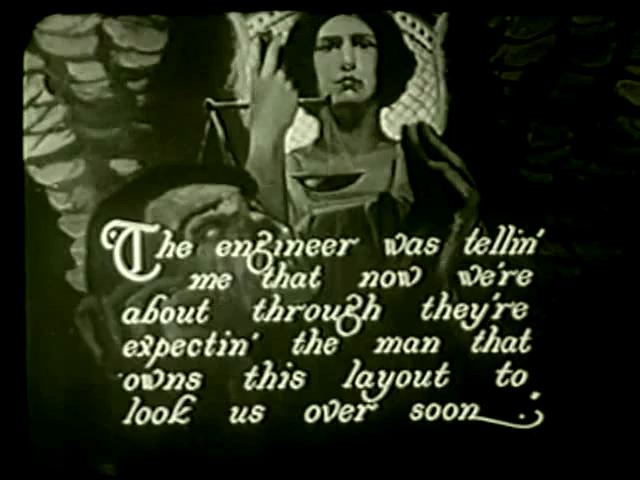 The engineer was tellin'
me that now we're
about through they're
expectin' the man that
owns this layout to
look us over soon.